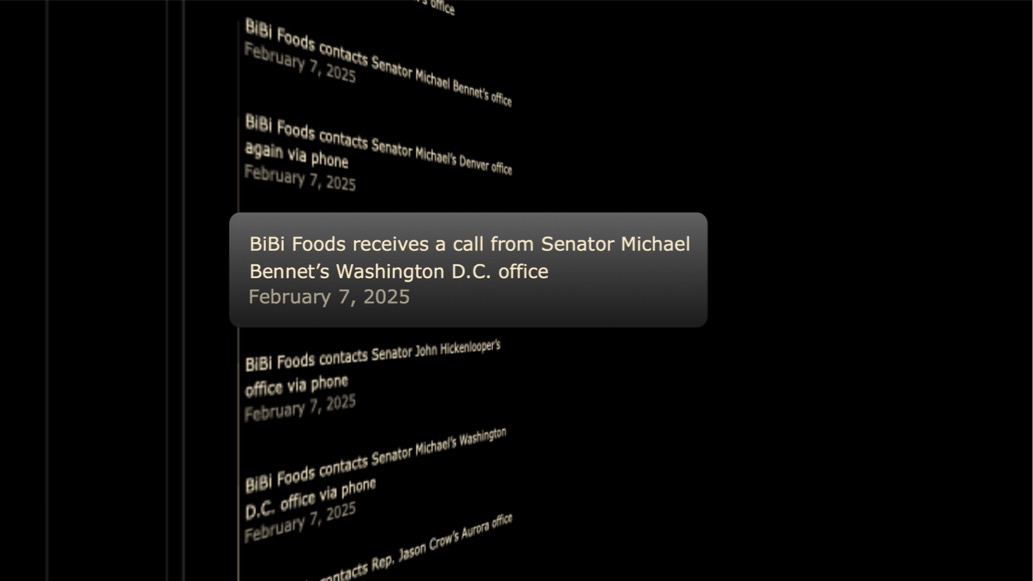 's office
BiBi Foods contacts Senator Michael Bennet's office
February 7, 2025
BiBi Foods contacts Senator Michael's Denver office
again via phone
February 7, 2025
BiBi Foods receives a call from Senator Michael
Bennet’s Washington D.C. office
February 7, 2025
BiBi Foods contacts Senator John Hickenlooper's
office via phone
February 7, 2025
BiBi Foods contacts Senator Michael's Washington
D.C. office via phone
February 7, 2025
contacts Rep. Jason Crow's Aurora office